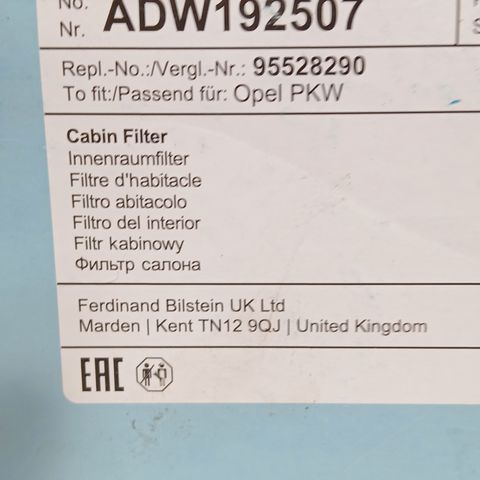 No. ADW192507
Nr.
Repl.-No.:/Vergl.-Nr.: 95528290
To fit:/Passend für: Opel PKW
Cabin Filter
Innenraumfilter
Filtre d'habitacle
Filtro abitacolo
Filtro del interior
Filtr kabinowy
Фильтр салона
Ferdinand Bilstein UK Ltd
Marden | Kent TN12 9QJ | United Kingdom
EAC